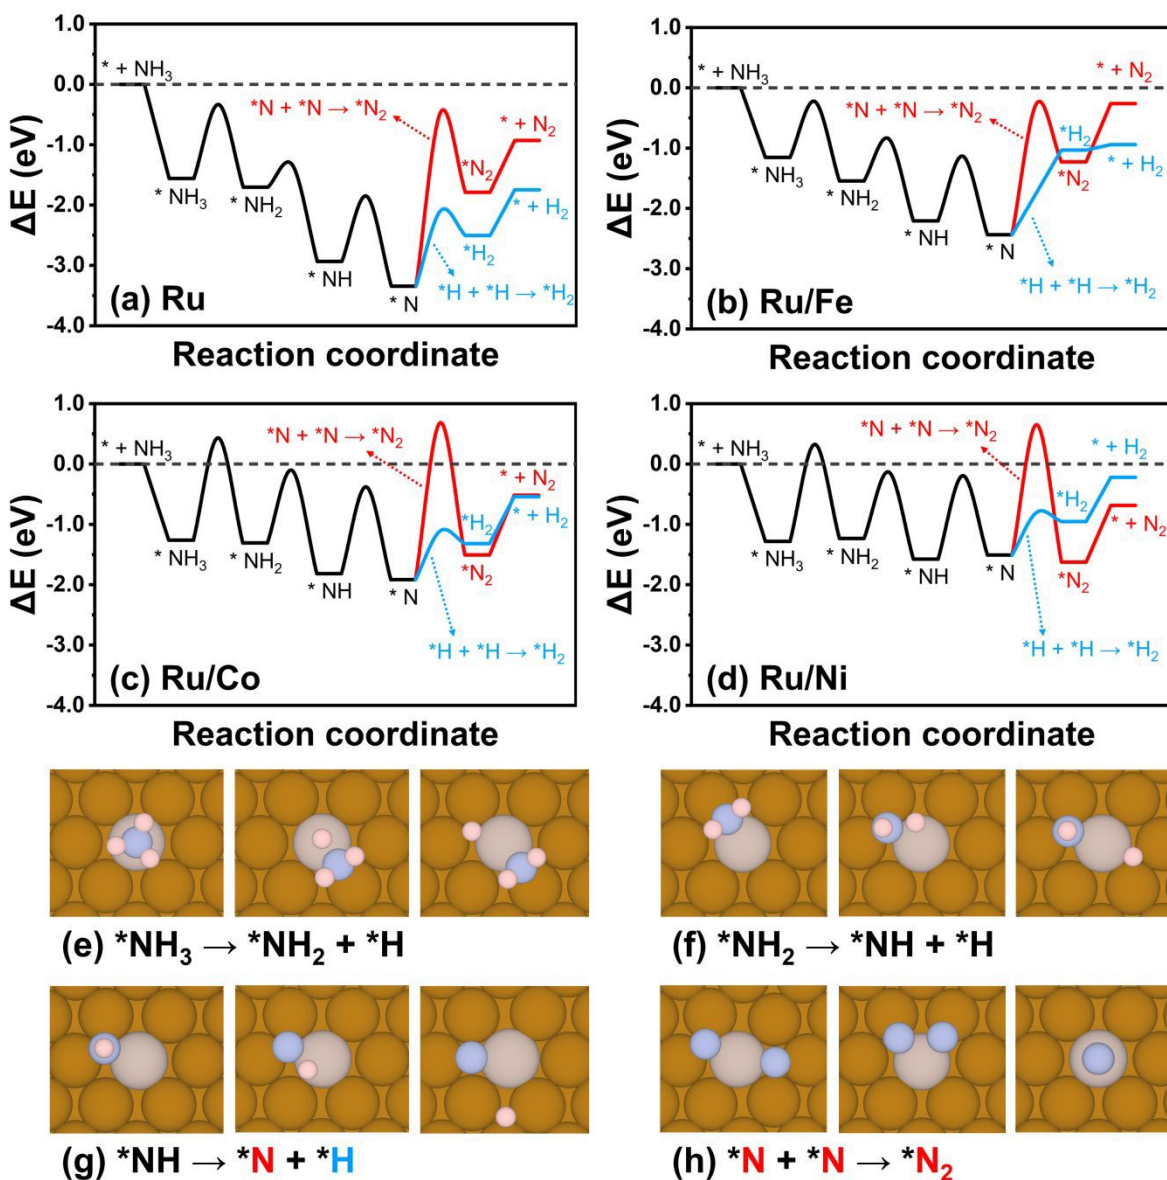 1.0
0.0
-1.0
-2.0
-3.0
-4.0
ΔE (eV)
* + NH₃
* NH₃
* NH₂
* NH
* N
*N + *N → *N₂
*N₂
* + N₂
*H₂
* + H₂
*H + *H → *H₂
(a) Ru
Reaction coordinate
1.0
0.0
-1.0
-2.0
-3.0
-4.0
ΔE (eV)
* + NH₃
* NH₃
* NH₂
* NH
* N
*N + *N → *N₂
* + N₂
*H₂
*N₂
* + H₂
*H + *H → *H₂
(b) Ru/Fe
Reaction coordinate
1.0
0.0
-1.0
-2.0
-3.0
-4.0
ΔE (eV)
* + NH₃
* NH₃
* NH₂
* NH
* N
*N + *N → *N₂
* + N₂
*H₂
* + H₂
*N₂
*H + *H → *H₂
(c) Ru/Co
Reaction coordinate
1.0
0.0
-1.0
-2.0
-3.0
-4.0
ΔE (eV)
* + NH₃
* NH₃
* NH₂
* NH
* N
*N + *N → *N₂
* + H₂
*H₂
* + N₂
*N₂
*H + *H → *H₂
(d) Ru/Ni
Reaction coordinate
(e) *NH₃ → *NH₂ + *H
(f) *NH₂ → *NH + *H
(g) *NH → *N + *H
(h) *N + *N → *N₂